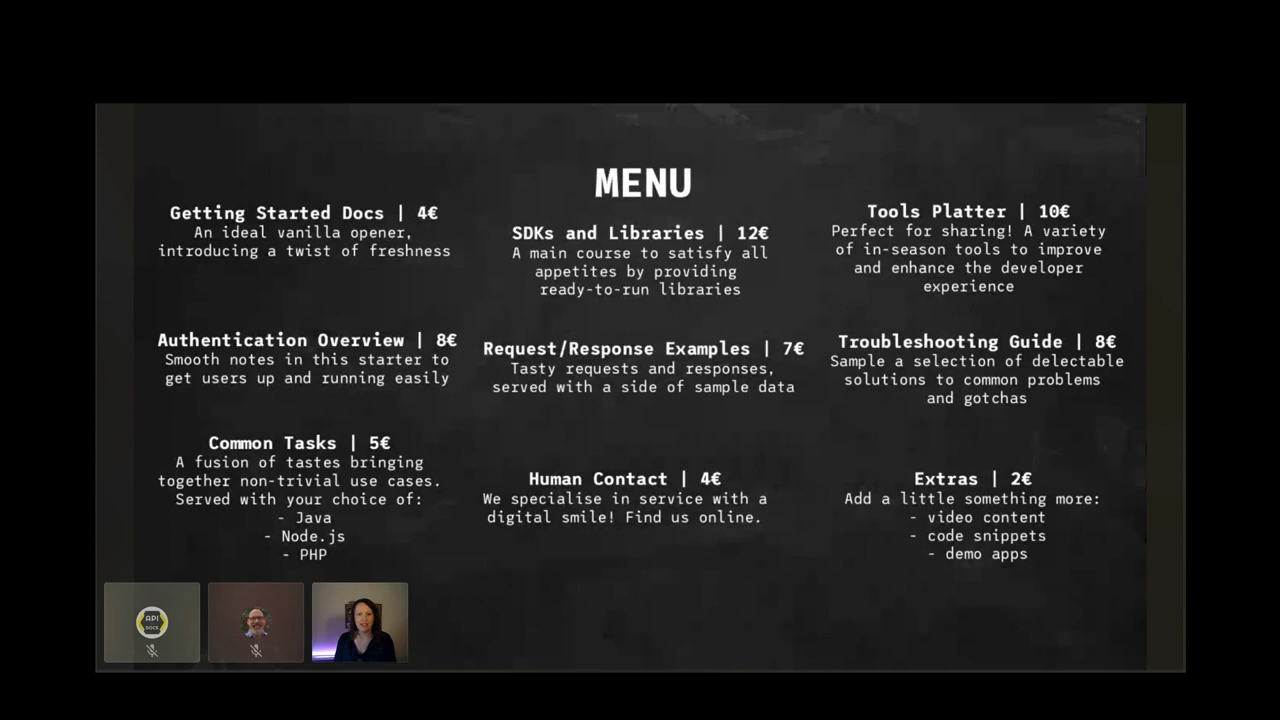 MENU
Getting Started Docs | 4€
An ideal vanilla opener,
introducing a twist of freshness
Authentication Overview | 8€
Smooth notes in this starter to
get users up and running easily
Common Tasks | 5€
A fusion of tastes bringing
together non-trivial use cases.
Served with your choice of:
- Java
- Node.js
- PHP
SDKs and Libraries | 12€
A main course to satisfy all
appetites by providing
ready-to-run libraries
Request/Response Examples | 7€
Tasty requests and responses,
served with a side of sample data
Human Contact | 4€
We specialise in service with a
digital smile! Find us online.
Tools Platter | 10€
Perfect for sharing! A variety
of in-season tools to improve
and enhance the developer
experience
Troubleshooting Guide | 8€
Sample a selection of delectable
solutions to common problems
and gotchas
Extras | 2€
Add a little something more:
- video content
- code snippets
- demo apps
API
DOCS